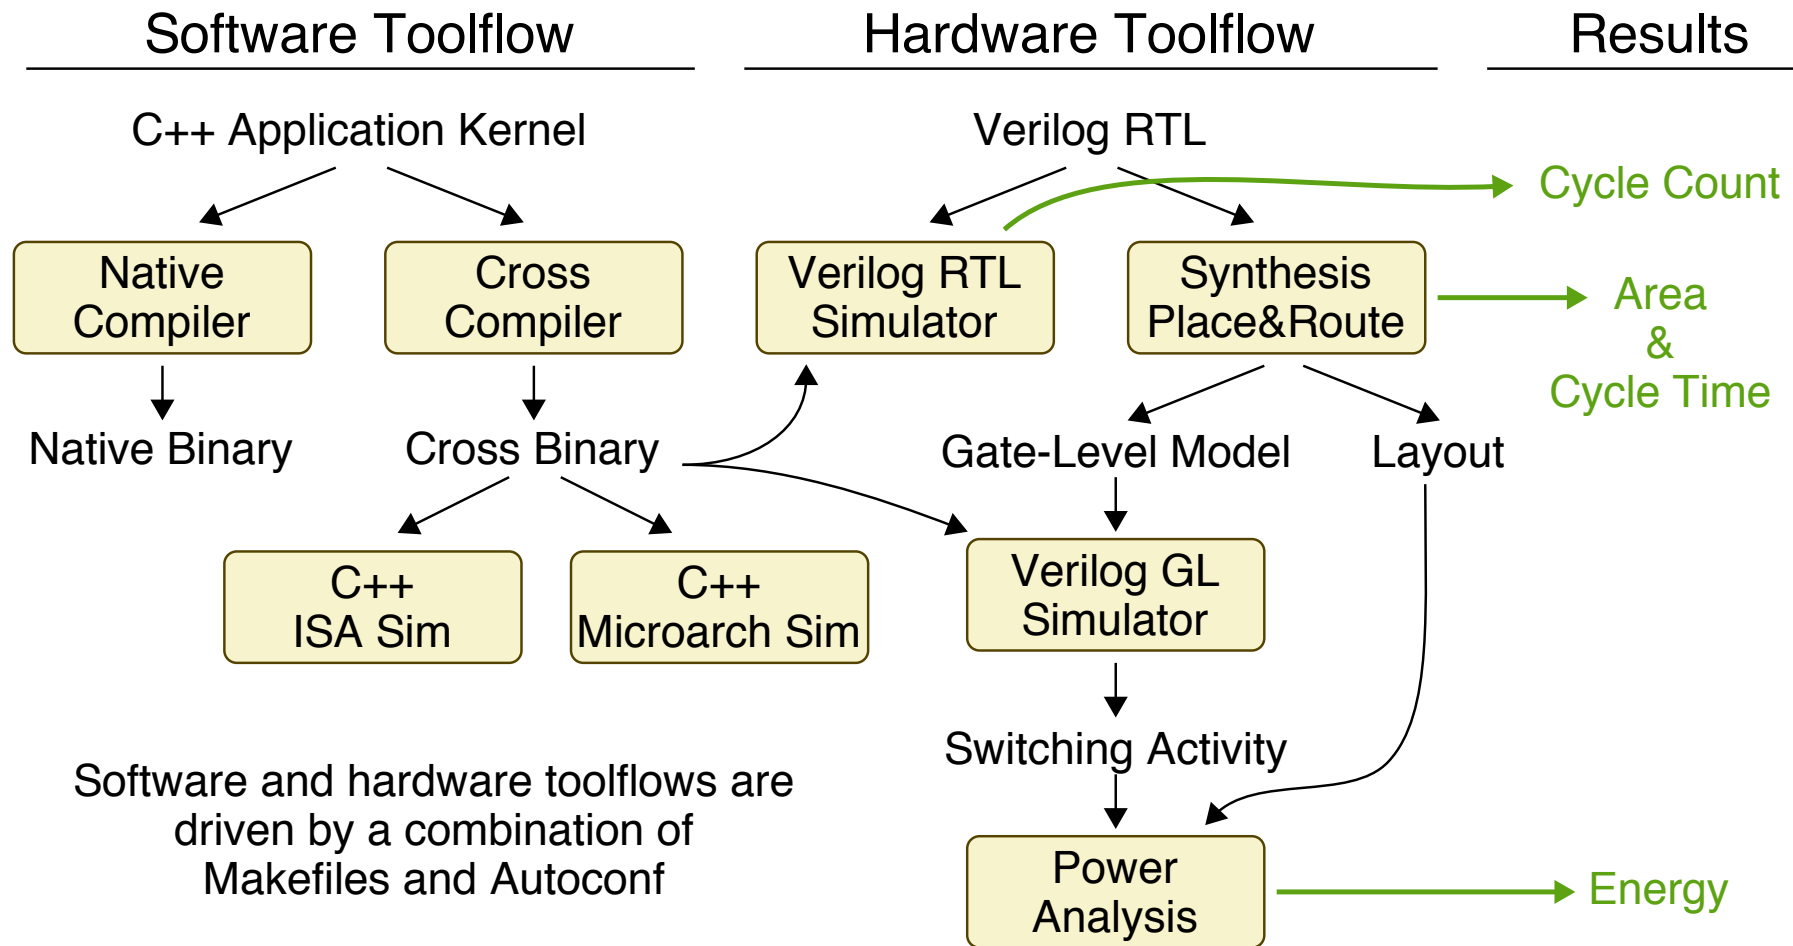 Software Toolflow
Hardware Toolflow
Results
C++ Application Kernel
Verilog RTL
Cycle Count
Native
Compiler
Cross
Compiler
Verilog RTL
Simulator
Synthesis
Place&Route
Area
&
Cycle Time
Native Binary
Cross Binary
Gate-Level Model
Layout
C++
ISA Sim
C++
Microarch Sim
Verilog GL
Simulator
Switching Activity
Software and hardware toolflows are
driven by a combination of
Makefiles and Autoconf
Power
Analysis
Energy